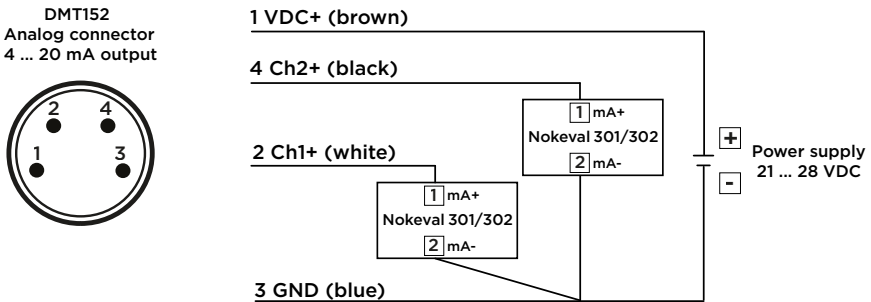 DMT152
Analog connector
4 ... 20 mA output
2 4
1 3
1 VDC+ (brown)
4 Ch2+ (black)
1 mA+
Nokeval 301/302
2 mA-
+
-
Power supply
21 ... 28 VDC
2 Ch1+ (white)
1 mA+
Nokeval 301/302
2 mA-
3 GND (blue)